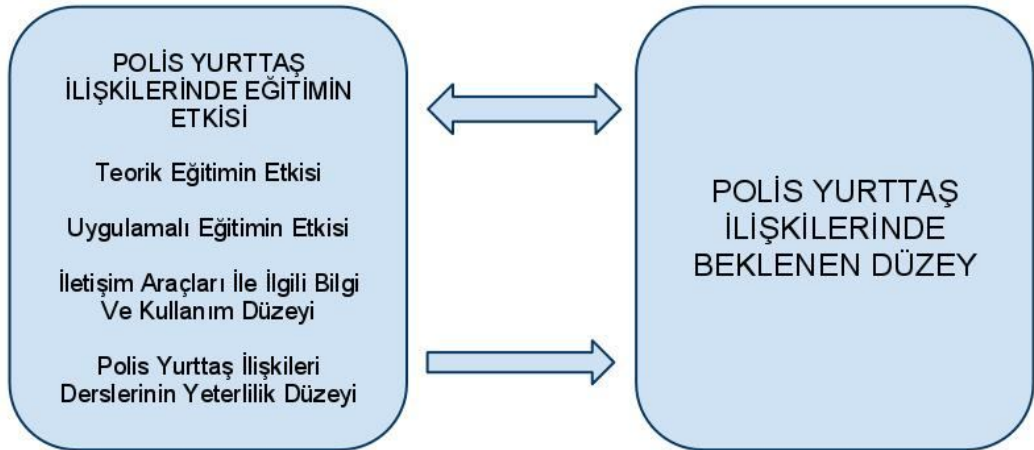 POLİS YURTTAŞ
İLİŞKİLERİNDE EĞİTİMİN
ETKİSİ
Teorik Eğitimin Etkisi
Uygulamalı Eğitimin Etkisi
İletişim Araçları İle İlgili Bilgi
Ve Kullanım Düzeyi
Polis Yurttaş İlişkileri
Derslerinin Yeterlilik Düzeyi
POLİS YURTTAŞ
İLİŞKİLERİNDE
BEKLENEN DÜZEY